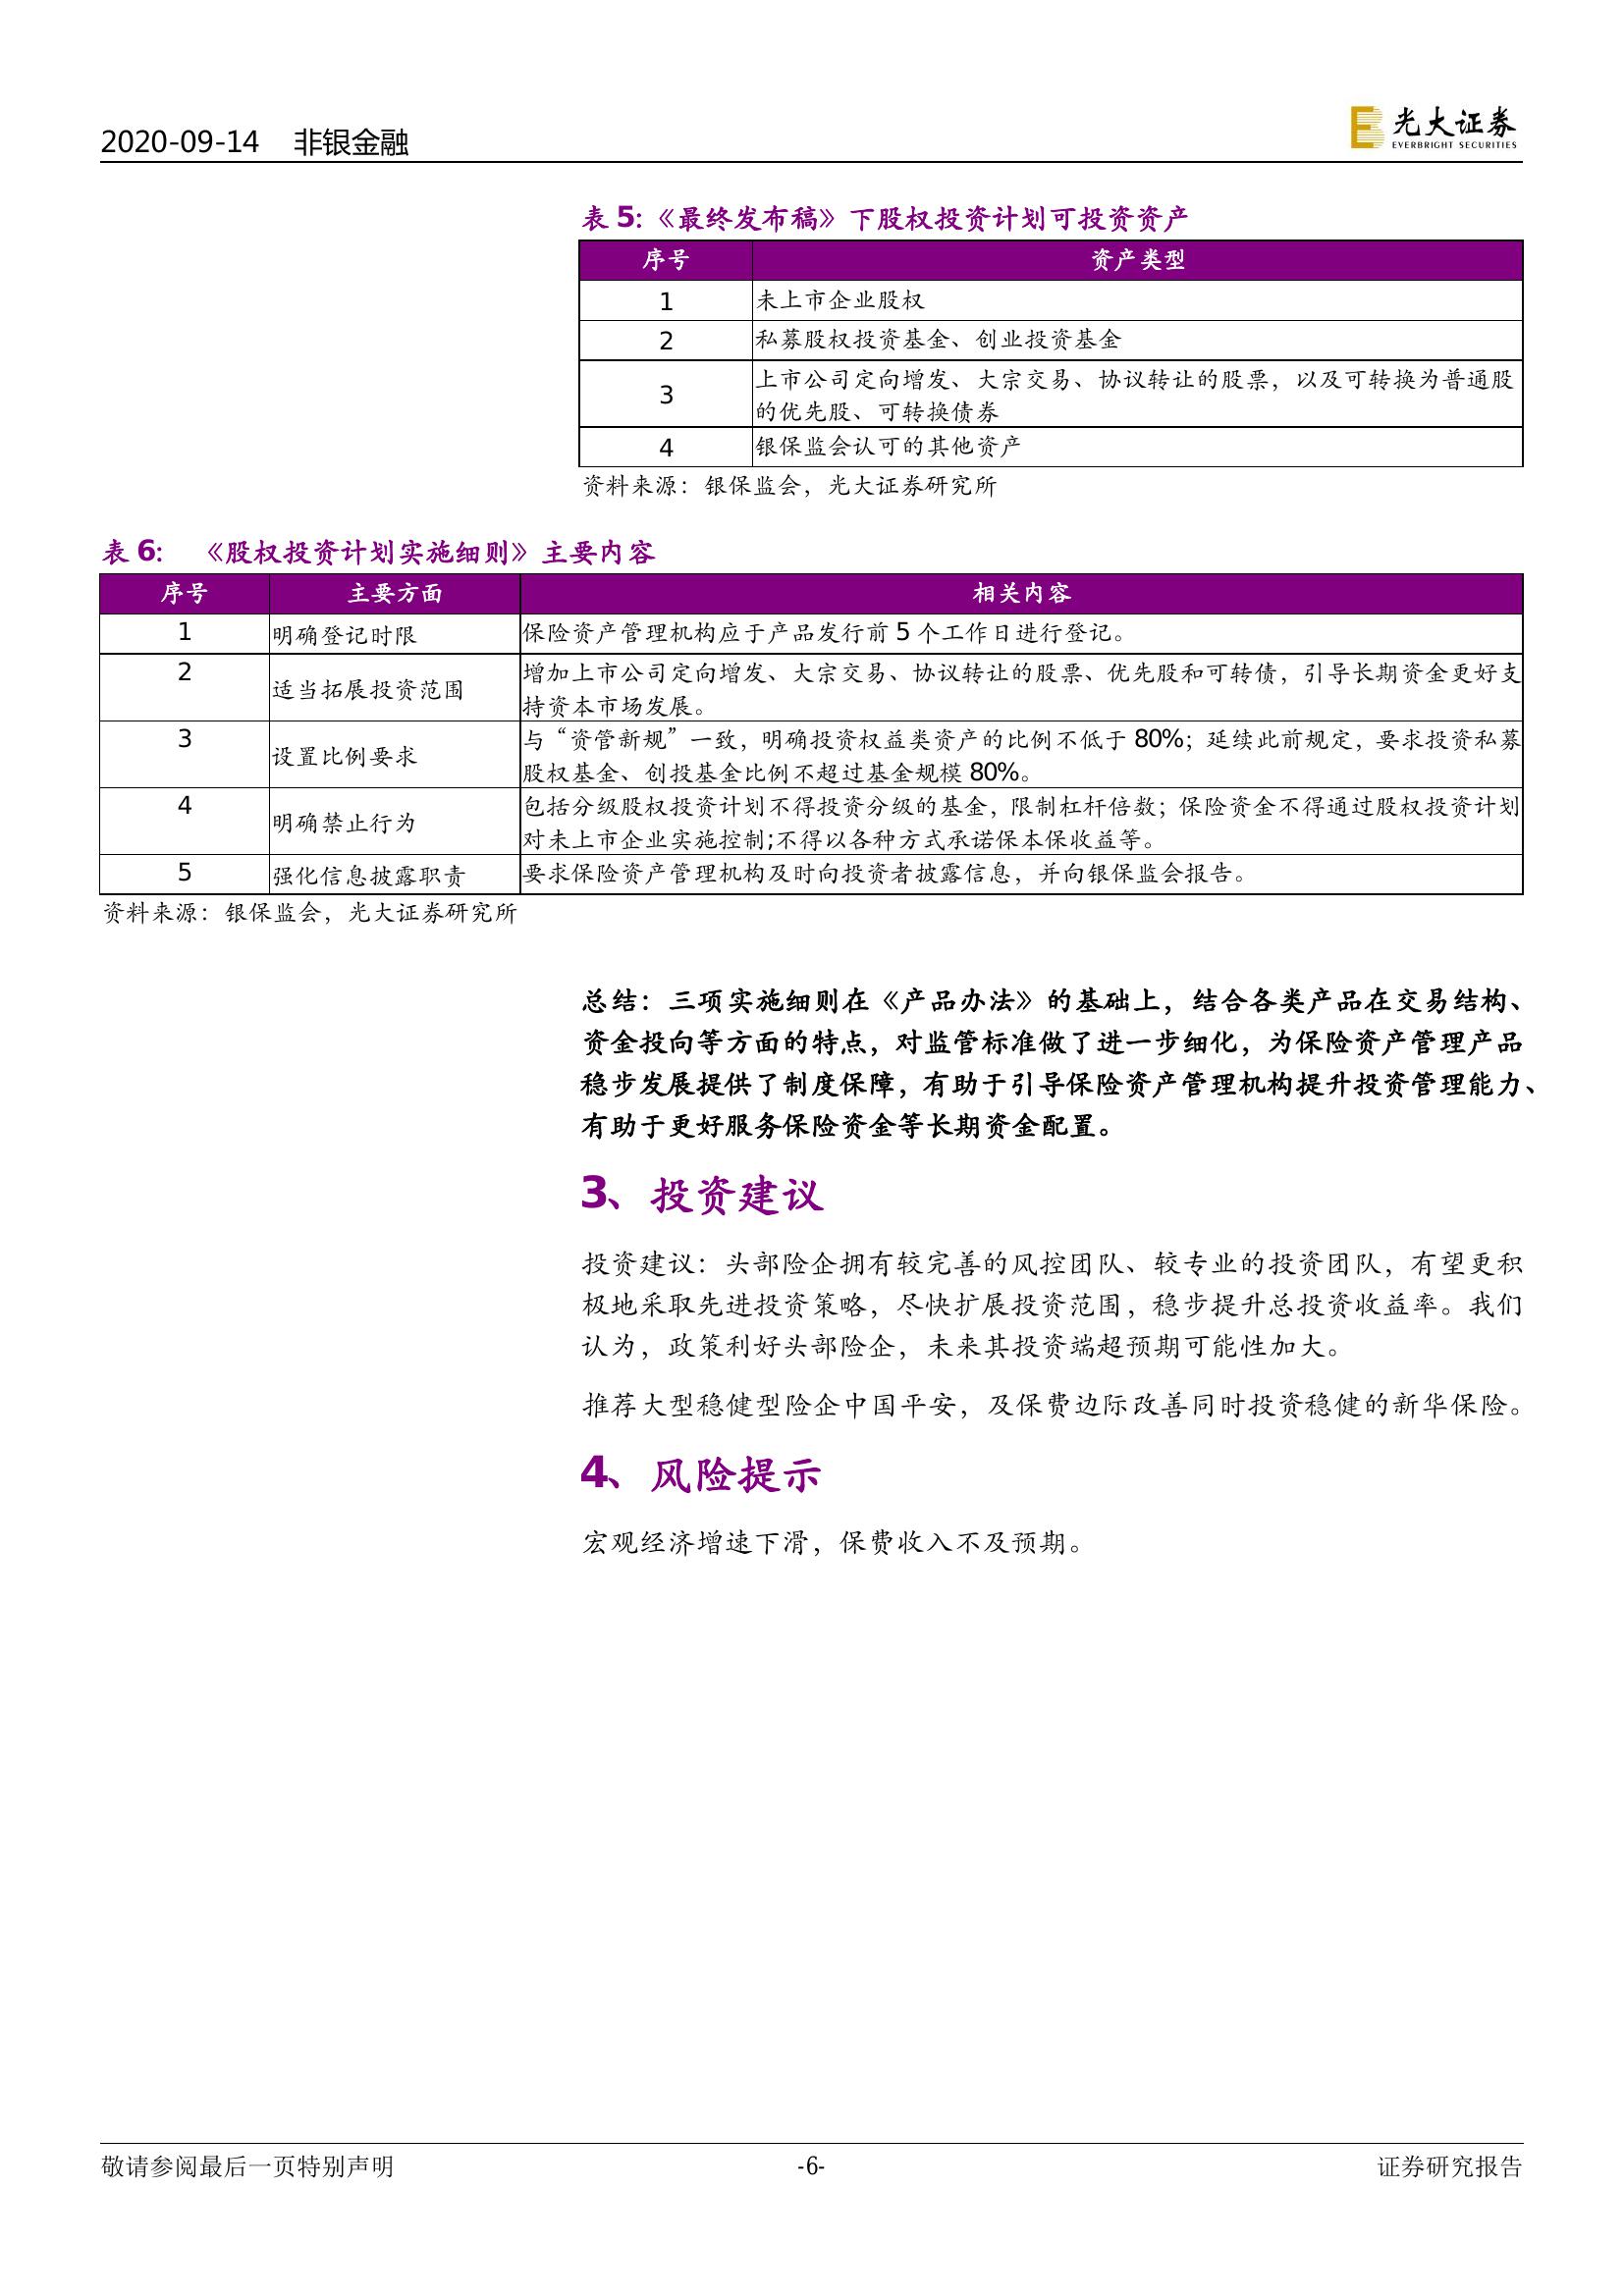 2020-09-14 非银金融
光大证券
EVERBRIGHT SECURITIES
表 5:《最终发布稿》下股权投资计划可投资资产
序号 资产类型
1 未上市企业股权
2 私募股权投资基金、创业投资基金
3 上市公司定向增发、大宗交易、协议转让的股票，以及可转换为普通股
的优先股、可转换债券
4 银保监会认可的其他资产
资料来源：银保监会，光大证券研究所
表 6: 《股权投资计划实施细则》主要内容
序号 主要方面 相关内容
1 明确登记时限 保险资产管理机构应于产品发行前 5 个工作日进行登记。
2 适当拓展投资范围 增加上市公司定向增发、大宗交易、协议转让的股票、优先股和可转债，引导长期资金更好支
持资本市场发展。
3 设置比例要求 与“资管新规”一致，明确投资权益类资产的比例不低于 80%；延续此前规定，要求投资私募
股权基金、创投基金比例不超过基金规模 80%。
4 明确禁止行为 包括分级股权投资计划不得投资分级的基金，限制杠杆倍数；保险资金不得通过股权投资计划
对未上市企业实施控制;不得以各种方式承诺保本保收益等。
5 强化信息披露职责 要求保险资产管理机构及时向投资者披露信息，并向银保监会报告。
资料来源：银保监会，光大证券研究所
总结：三项实施细则在《产品办法》的基础上，结合各类产品在交易结构、
资金投向等方面的特点，对监管标准做了进一步细化，为保险资产管理产品
稳步发展提供了制度保障，有助于引导保险资产管理机构提升投资管理能力、
有助于更好服务保险资金等长期资金配置。
3、投资建议
投资建议：头部险企拥有较完善的风控团队、较专业的投资团队，有望更积
极地采取先进投资策略，尽快扩展投资范围，稳步提升总投资收益率。我们
认为，政策利好头部险企，未来其投资端超预期可能性加大。
推荐大型稳健型险企中国平安，及保费边际改善同时投资稳健的新华保险。
4、风险提示
宏观经济增速下滑，保费收入不及预期。
敬请参阅最后一页特别声明 -6- 证券研究报告